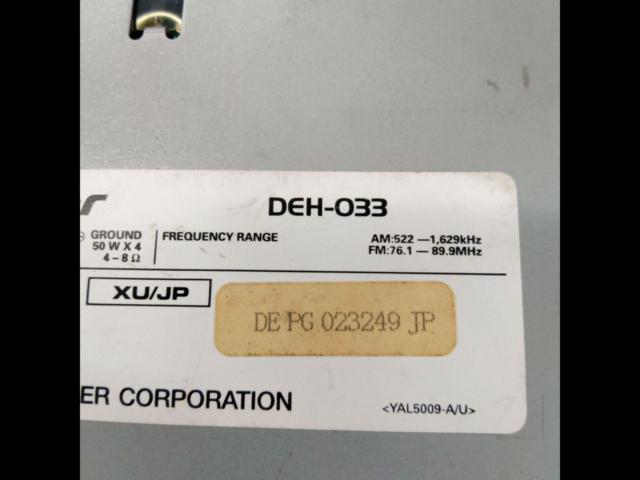 r DEH-033
GROUND FREQUENCY RANGE AM:522 —1,629kHz
50 W X 4 FM:76.1 — 89.9MHz
4 – 8 Ω
XU/JP
DE PG 023249 JP
ER CORPORATION <YAL5009-A/U>